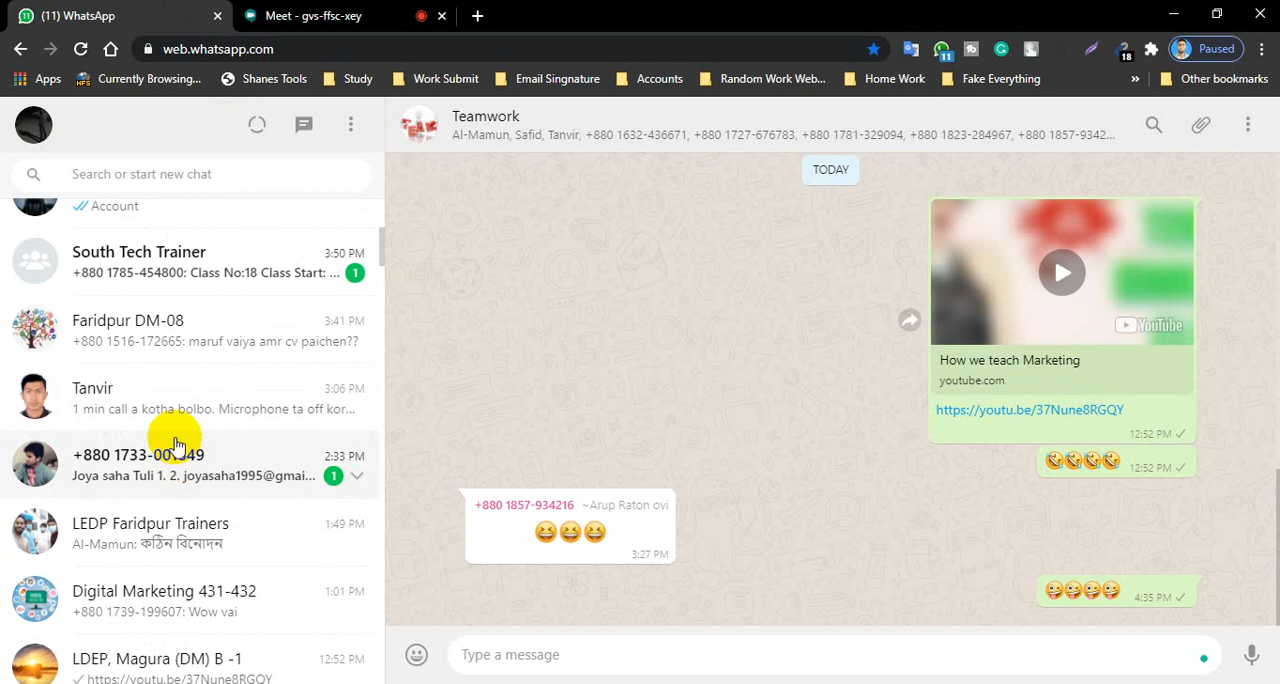 (11) WhatsApp
Meet - gvs-ffsc-xey
web.whatsapp.com
11
18
Paused
Apps
HFS
Currently Browsing...
Shanes Tools
Study
Work Submit
Email Singnature
Accounts
Random Work Web...
Home Work
Fake Everything
»
Other bookmarks
Teamwork
Al-Mamun, Safid, Tanvir, +880 1632-436671, +880 1727-676783, +880 1781-329094, +880 1823-284967, +880 1857-9342...
Search or start new chat
Account
South Tech Trainer
3:50 PM
+880 1785-454800: Class No:18 Class Start: ...
1
Faridpur DM-08
3:41 PM
+880 1516-172665: maruf vaiya amr cv paichen??
Tanvir
3:06 PM
1 min call a kotha bolbo. Microphone ta off kor...
+880 1733-
2:33 PM
Joya saha Tuli 1. 2. joyasaha1995@gmai...
1
LEDP Faridpur Trainers
1:49 PM
Al-Mamun: কঠিন বিনোদন
Digital Marketing 431-432
1:01 PM
+880 1739-199607: Wow vai
LDEP, Magura (DM) B -1
12:52 PM
https://youtu.be/37Nune8RGQY
TODAY
YouTube
How we teach Marketing
youtube.com
https://youtu.be/37Nune8RGQY
12:52 PM
🤣🤣🤣🤣
12:52 PM
+880 1857-934216 ~Arup Raton ovi
😆😆😆
3:27 PM
🤪🤪🤪🤪
4:35 PM
Type a message